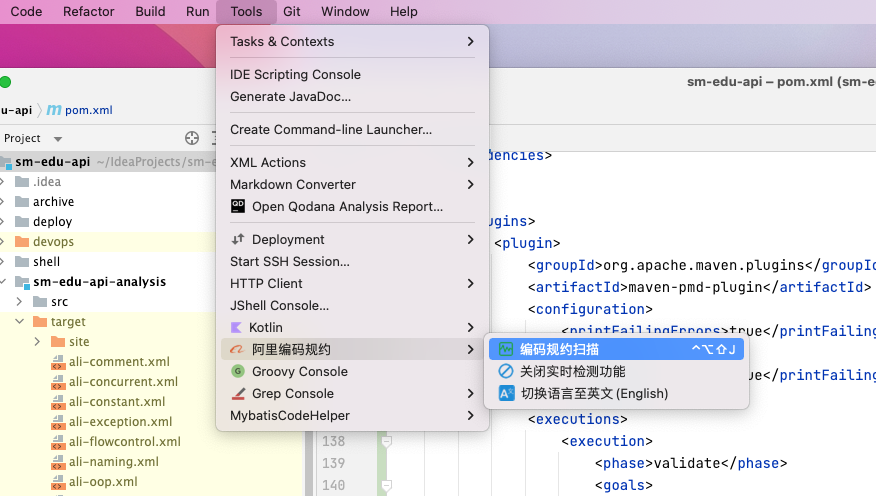 Code Refactor Build Run Tools Git Window Help
Tasks & Contexts
IDE Scripting Console
Generate JavaDoc...
Create Command-line Launcher...
XML Actions
Markdown Converter
QD Open Qodana Analysis Report...
Deployment
Start SSH Session...
HTTP Client
JShell Console...
Kotlin
阿里编码规约
Groovy Console
Grep Console
MybatisCodeHelper
编码规约扫描 ⌃⌥⇧J
关闭实时检测功能
切换语言至英文(English)
sm-edu-api – pom.xml (sm-e
u-api 〉 m pom.xml
Project
sm-edu-api ~/IdeaProjects/sm-e
.idea
archive
deploy
devops
shell
sm-edu-api-analysis
src
target
site
ali-comment.xml
ali-concurrent.xml
ali-constant.xml
ali-exception.xml
ali-flowcontrol.xml
ali-naming.xml
ali-oop.xml
dencies>
ugins>
<plugin>
<groupId>org.apache.maven.plugins</groupId
<artifactId>maven-pmd-plugin</artifactId>
<configuration>
<printFailingErrors>true</printFailing
ue</printFailing
<executions>
138 <execution>
139 <phase>validate</phase>
140 <goals>